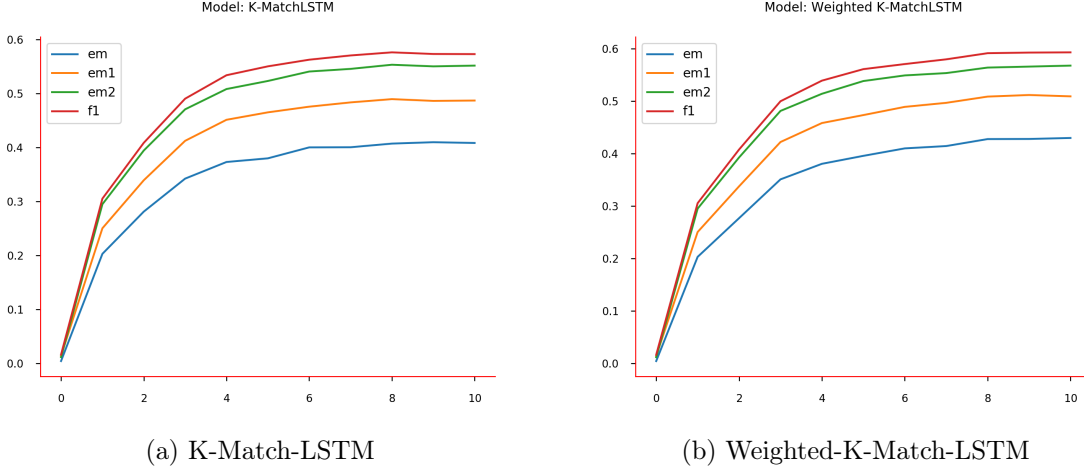 Model: K-MatchLSTM
0.6
0.5
0.4
0.3
0.2
0.1
0.0
em
em1
em2
f1
0 2 4 6 8 10
(a) K-Match-LSTM
Model: Weighted K-MatchLSTM
0.6
0.5
0.4
0.3
0.2
0.1
0.0
em
em1
em2
f1
0 2 4 6 8 10
(b) Weighted-K-Match-LSTM